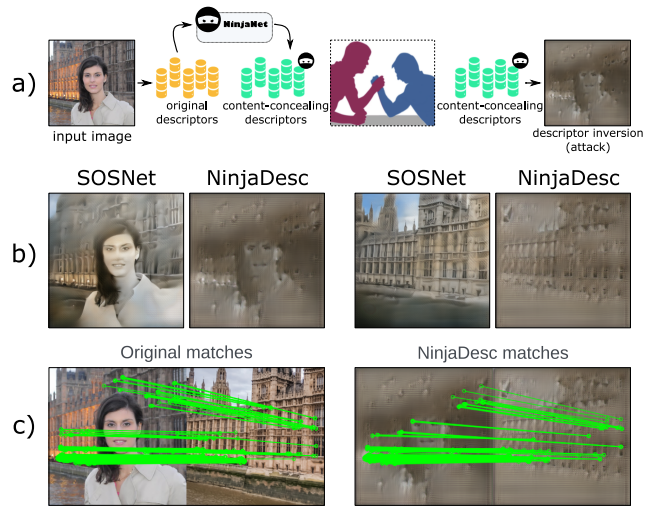 NinjaNet
a)
input image
original
descriptors
content-concealing
descriptors
content-concealing
descriptors
descriptor inversion
(attack)
SOSNet NinjaDesc SOSNet NinjaDesc
b)
Original matches NinjaDesc matches
c)